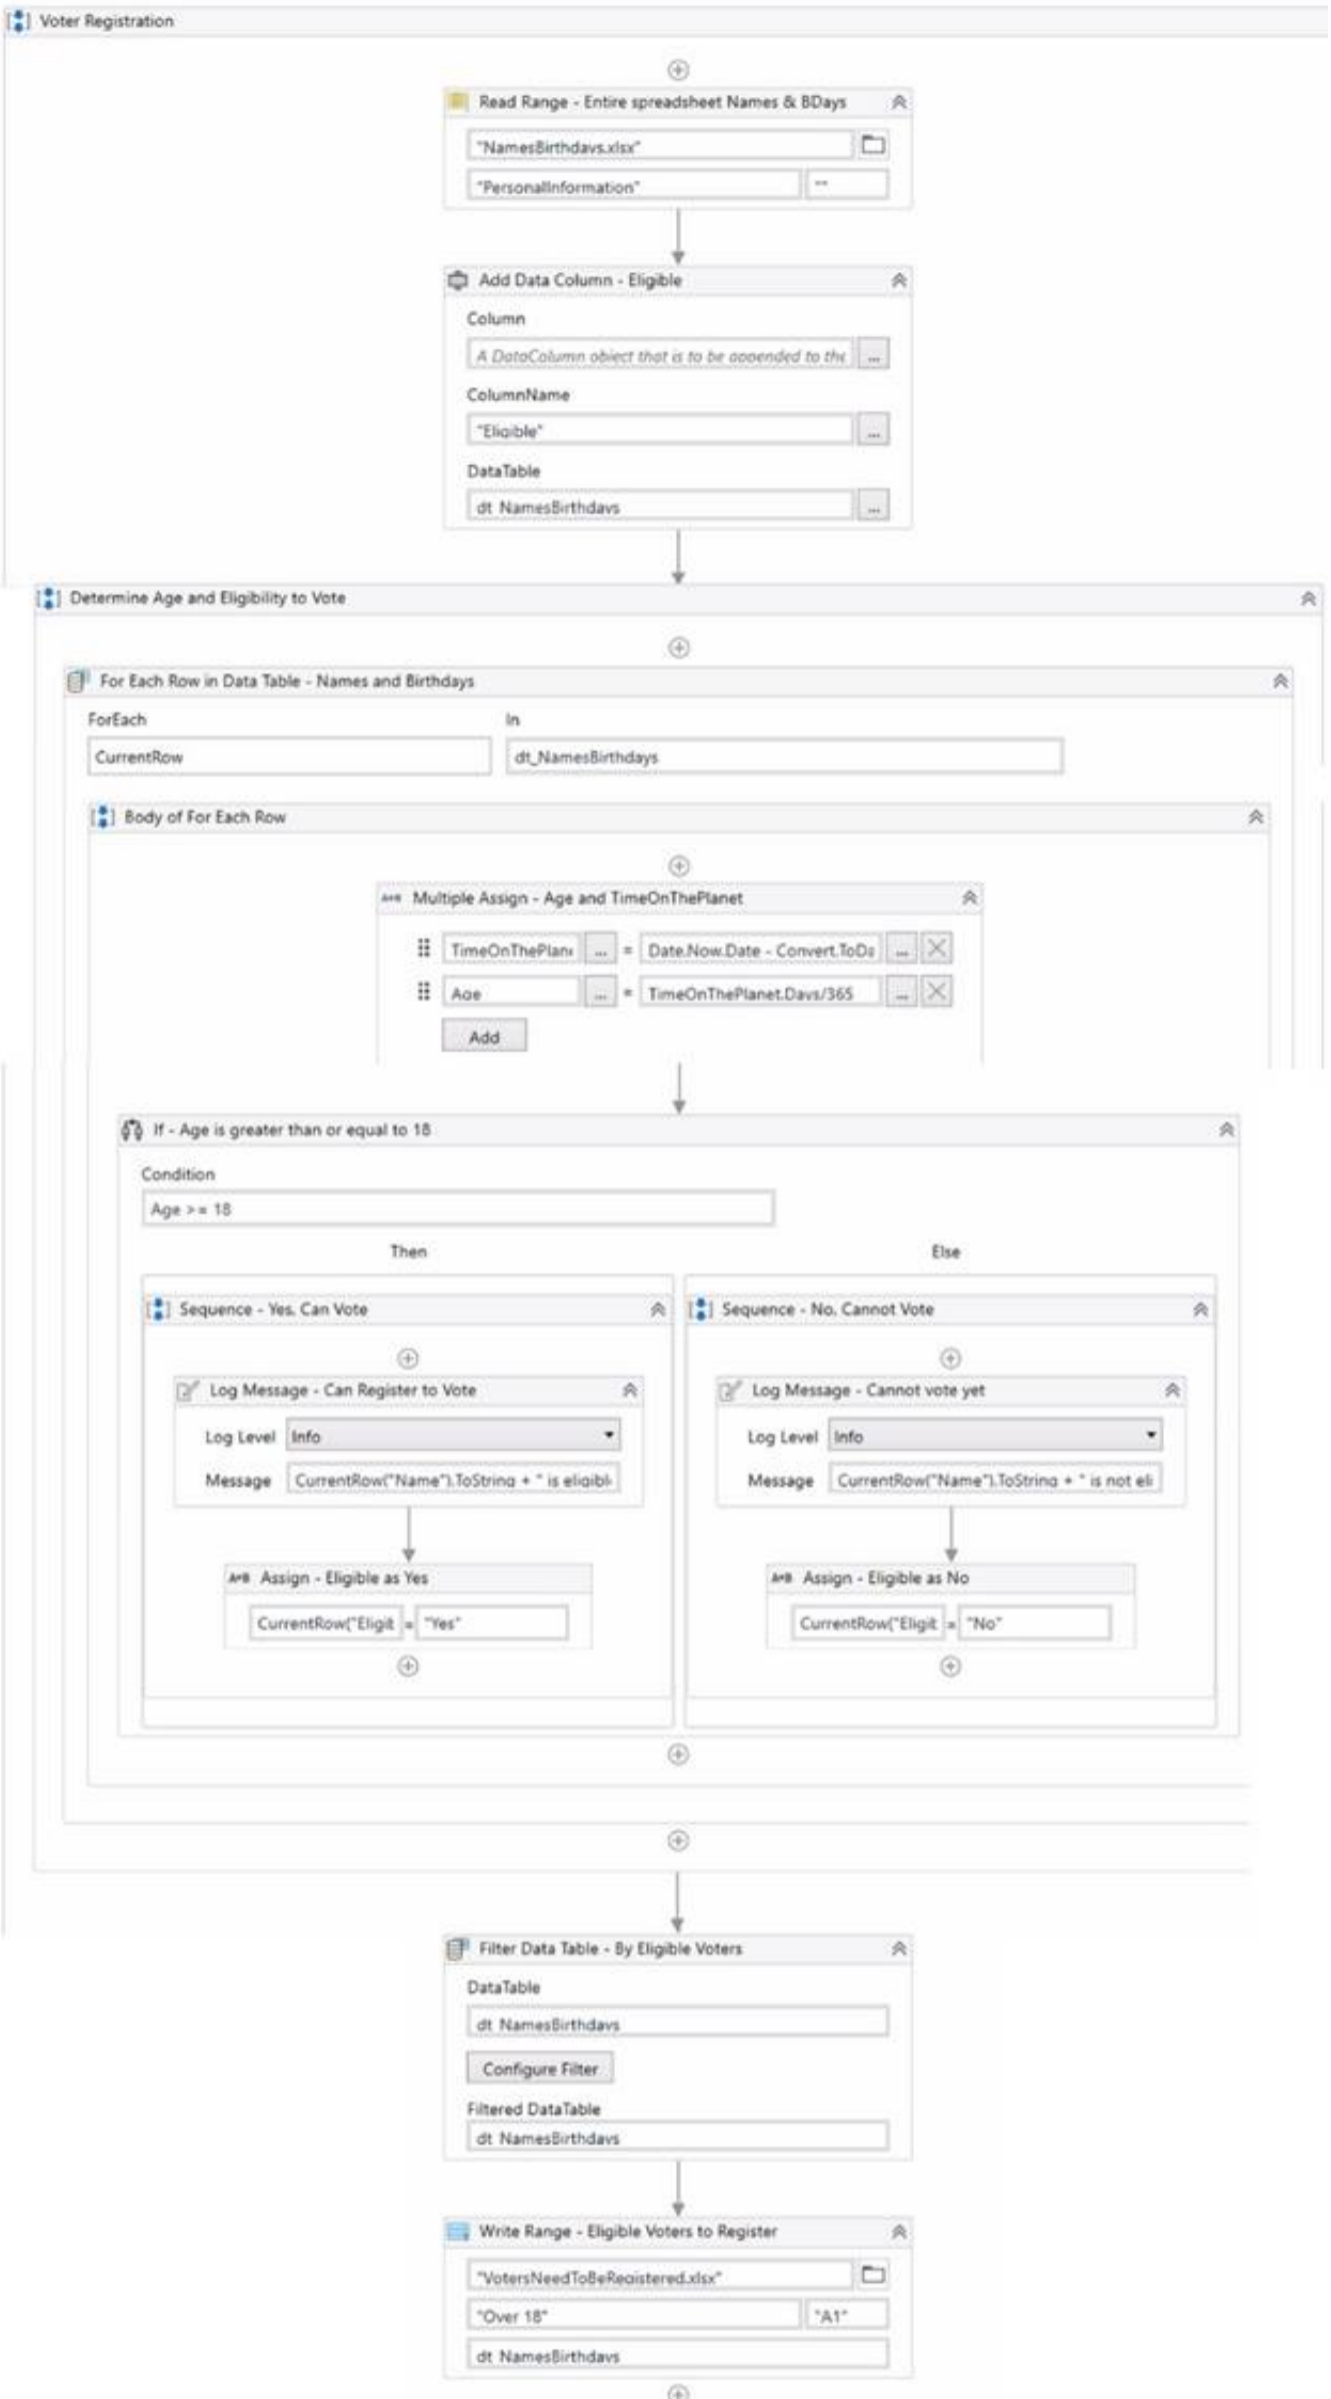 Voter Registration
Read Range - Entire spreadsheet Names & BDays
"NamesBirthdays.xlsx"
"PersonalInformation" ""
Add Data Column - Eligible
Column
A DataColumn object that is to be appended to the
...
ColumnName
"Eligible" ...
DataTable
dt_NamesBirthdays ...
Determine Age and Eligibility to Vote
For Each Row in Data Table - Names and Birthdays
ForEach In
CurrentRow dt_NamesBirthdays
Body of For Each Row
A+B Multiple Assign - Age and TimeOnThePlanet
TimeOnThePlane ... = Date.Now.Date - Convert.ToDa ...
Age ... = TimeOnThePlanet.Days/365 ...
Add
If - Age is greater than or equal to 18
Condition
Age >= 18
Then Else
Sequence - Yes, Can Vote
Sequence - No, Cannot Vote
Log Message - Can Register to Vote
Log Message - Cannot vote yet
Log Level Info
Log Level Info
Message CurrentRow("Name").ToString + " is eligibl
Message CurrentRow("Name").ToString + " is not eli
A+B Assign - Eligible as Yes
A+B Assign - Eligible as No
CurrentRow("Eligit = "Yes"
CurrentRow("Eligit = "No"
Filter Data Table - By Eligible Voters
DataTable
dt_NamesBirthdays
Configure Filter
Filtered DataTable
dt_NamesBirthdays
Write Range - Eligible Voters to Register
"VotersNeedToBeRegistered.xlsx"
"Over 18" "A1"
dt_NamesBirthdays